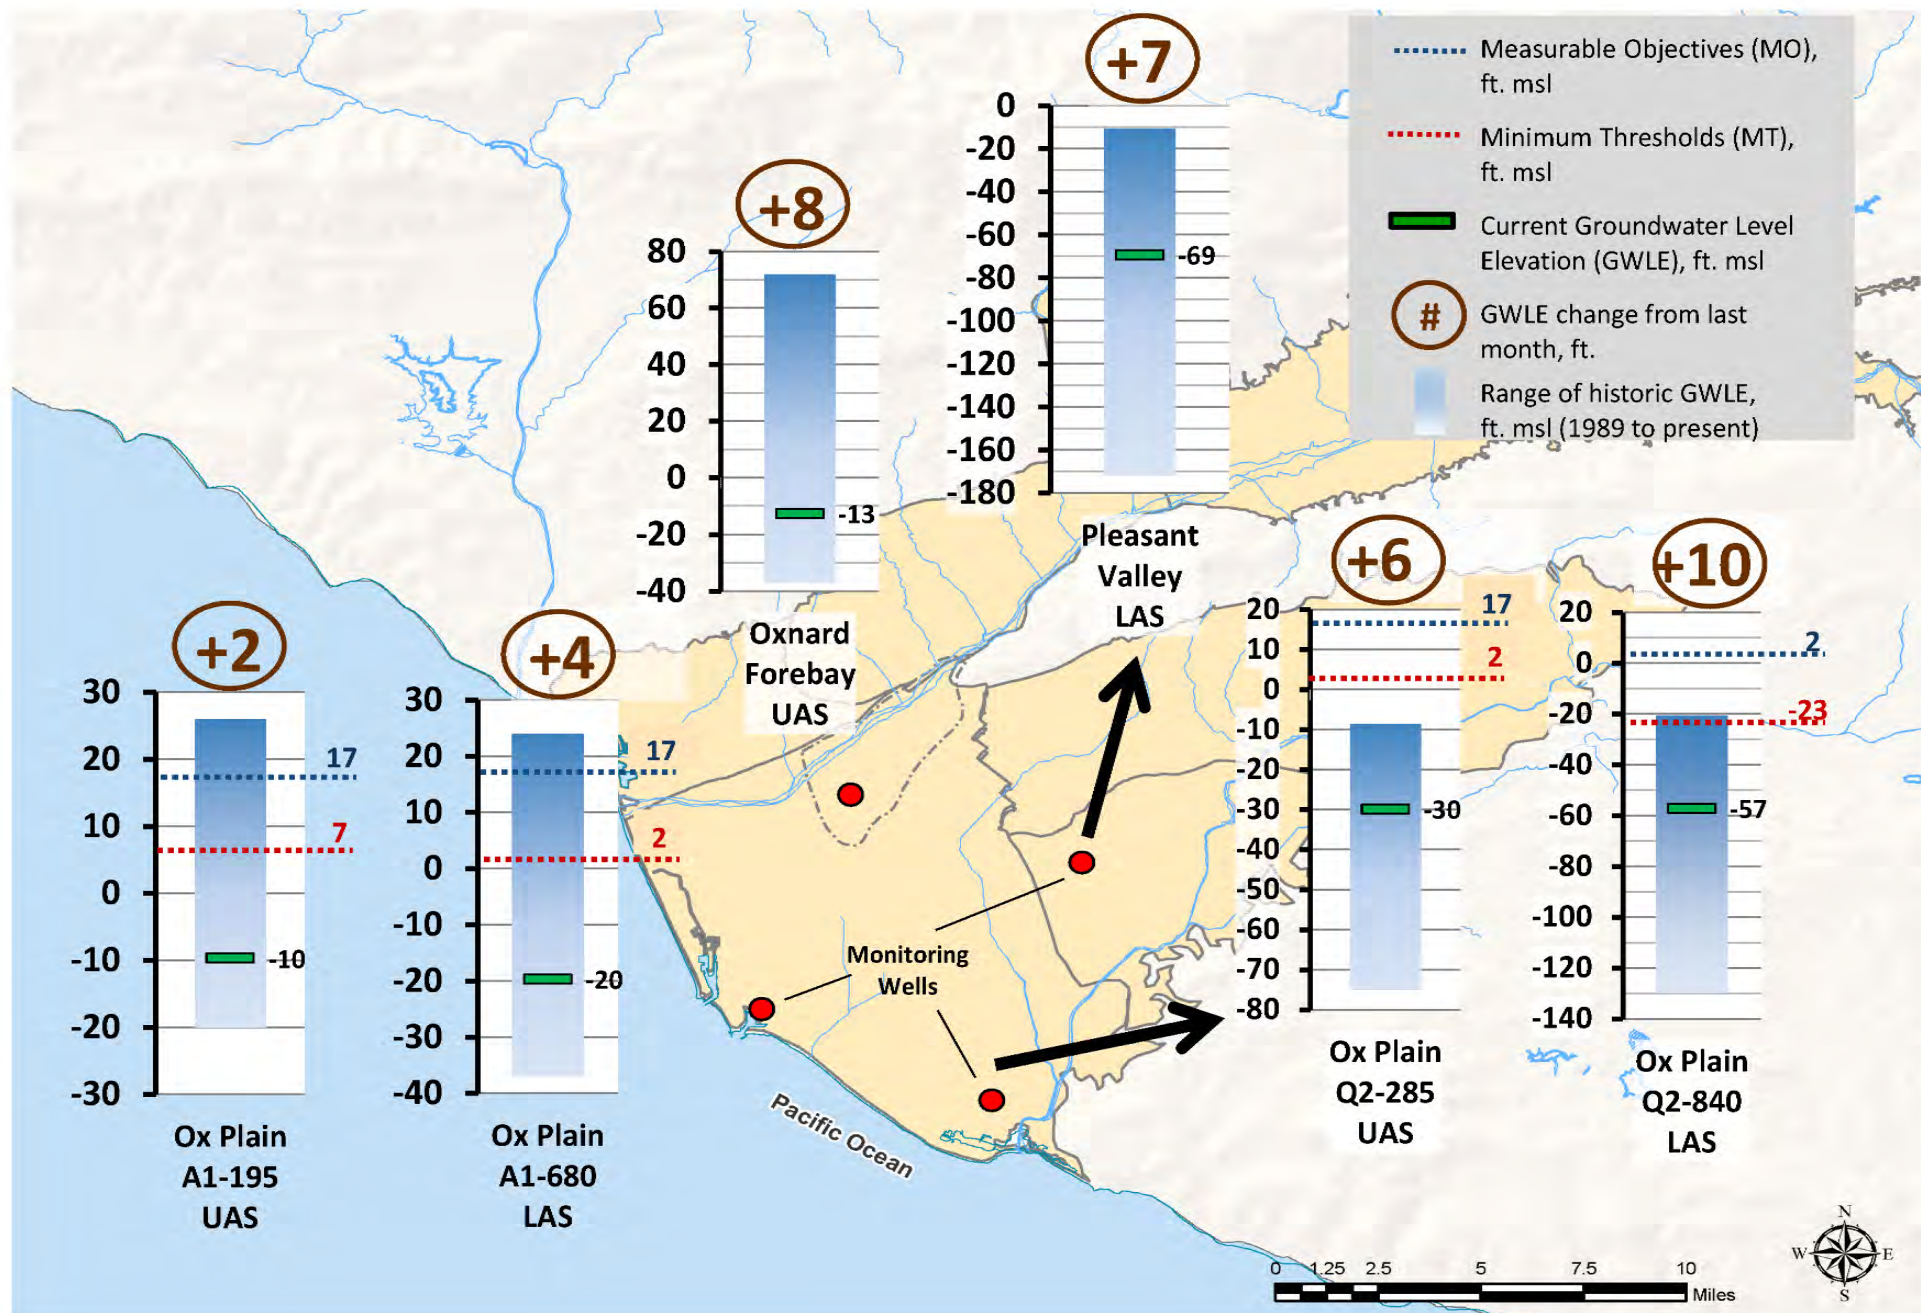 Measurable Objectives (MO),
ft. msl
Minimum Thresholds (MT),
ft. msl
Current Groundwater Level
Elevation (GWLE), ft. msl
#
GWLE change from last
month, ft.
Range of historic GWLE,
ft. msl (1989 to present)
+7
0
-20
-40
-60
-80
-100
-120
-140
-160
-180
-69
Pleasant
Valley
LAS
+8
80
60
40
20
0
-20
-40
-13
Oxnard
Forebay
UAS
+2
30
20
10
0
-10
-20
-30
17
7
-10
Ox Plain
A1-195
UAS
+4
30
20
10
0
-10
-20
-30
-40
17
2
-20
Ox Plain
A1-680
LAS
Monitoring
Wells
Pacific Ocean
+6
20
10
0
-10
-20
-30
-40
-50
-60
-70
-80
17
2
-30
Ox Plain
Q2-285
UAS
+10
20
0
-20
-40
-60
-80
-100
-120
-140
2
-23
-57
Ox Plain
Q2-840
LAS
N
W E
S
0 1.25 2.5 5 7.5 10
Miles